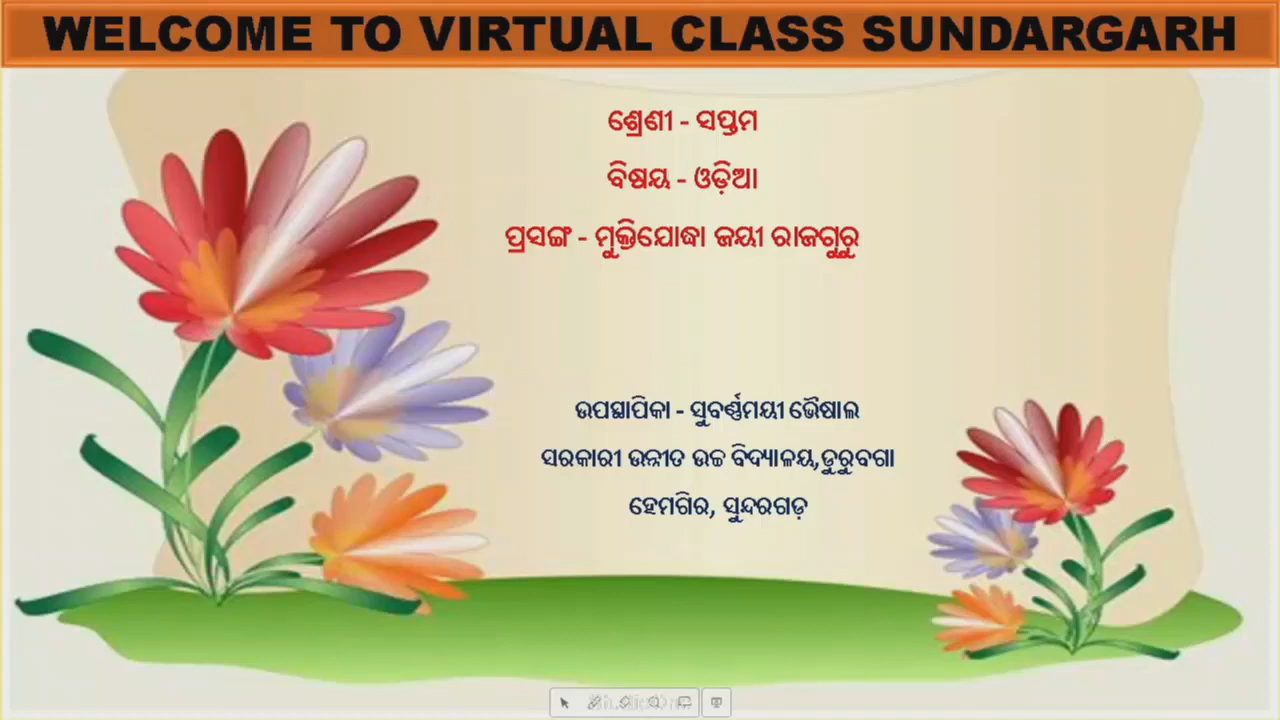 WELCOME TO VIRTUAL CLASS SUNDARGARH
ଶ୍ରେଣୀ - ସପ୍ତମ
ବିଷୟ - ଓଡ଼ିଆ
ପ୍ରସଙ୍ଗ - ମୁକ୍ତିଯୋଦ୍ଧା ଜୟୀ ରାଜଗୁରୁ
ଉପସ୍ଥାପିକା - ସୁବର୍ଣ୍ଣମୟୀ ଭୈଷାଲ
ସରକାରୀ ଉନ୍ନୀତ ଉଚ୍ଚ ବିଦ୍ୟାଳୟ,ଡୁରୁବଗା
ହେମଗିର, ସୁନ୍ଦରଗଡ଼